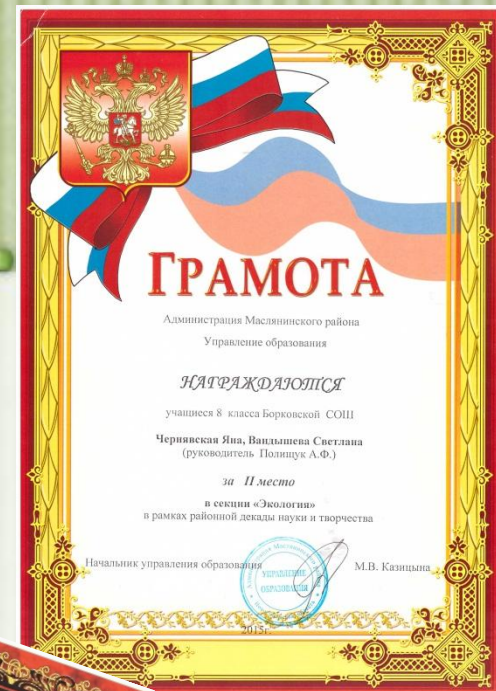 ГРАМОТА
Администрация Маслянинского района
Управление образования
НАГРАЖДАЮТСЯ
учащиеся 8 класса Борковской СОШ
Чернявская Яна, Вандышева Светлана
(руководитель Полищук А.Ф.)
за II место
в секции «Экология»
в рамках районной декады науки и творчества
Начальник управления образования М.В. Казицына
УПРАВЛЕНИЕ
ОБРАЗОВАНИЯ
2015г.